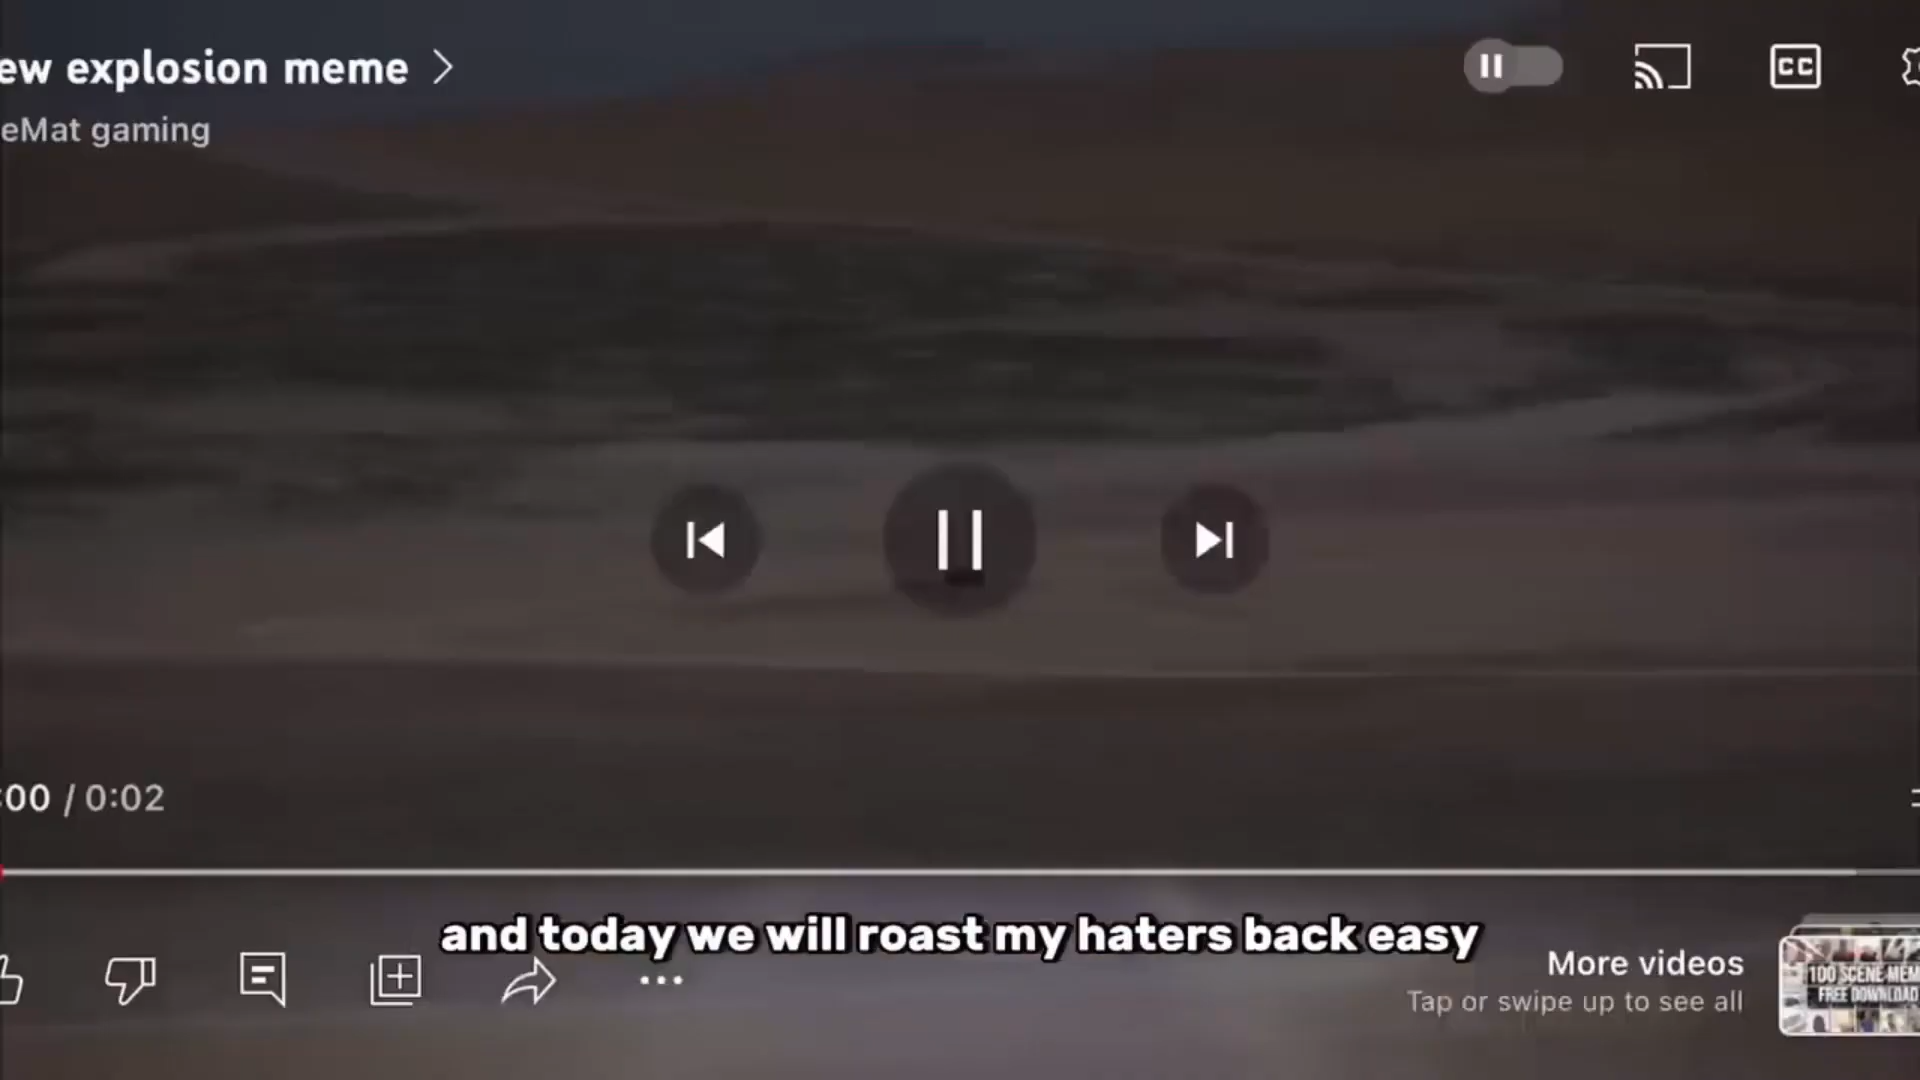 ew explosion meme
eMat gaming
CC
:00 / 0:02
and today we will roast my haters back easy
More videos
Tap or swipe up to see all
100 SCENE MEM
FREE DOWNLOAD